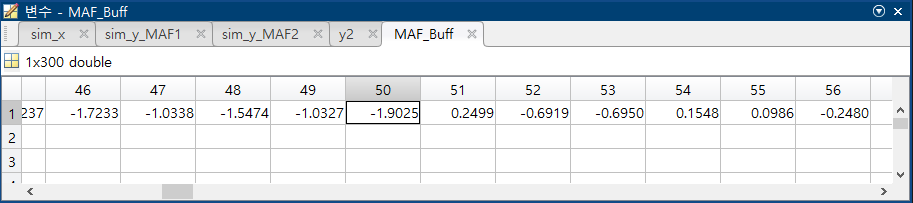 변수 - MAF_Buff
sim_x sim_y_MAF1 sim_y_MAF2 y2 MAF_Buff
1x300 double
46 47 48 49 50 51 52 53 54 55 56
1 237 -1.7233 -1.0338 -1.5474 -1.0327 -1.9025 0.2499 -0.6919 -0.6950 0.1548 0.0986 -0.2480
2
3